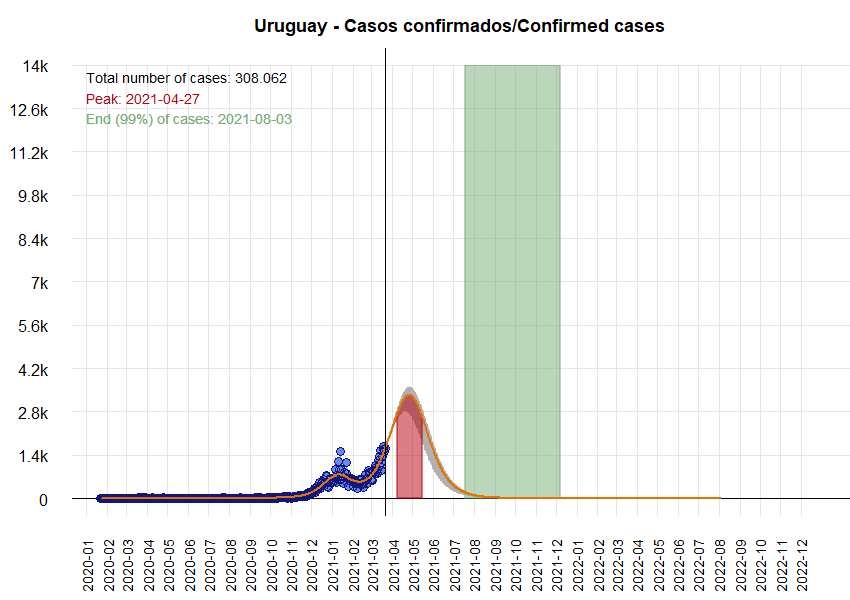 Uruguay - Casos confirmados/Confirmed cases
Total number of cases: 308.062
Peak: 2021-04-27
End (99%) of cases: 2021-08-03
14k
12.6k
11.2k
9.8k
8.4k
7k
5.6k
4.2k
2.8k
1.4k
0
2020-01
2020-02
2020-03
2020-04
2020-05
2020-06
2020-07
2020-08
2020-09
2020-10
2020-11
2020-12
2021-01
2021-02
2021-03
2021-04
2021-05
2021-06
2021-07
2021-08
2021-09
2021-10
2021-11
2021-12
2022-02
2022-03
2022-04
2022-05
2022-06
2022-07
2022-08
2022-09
2022-10
2022-11
2022-12